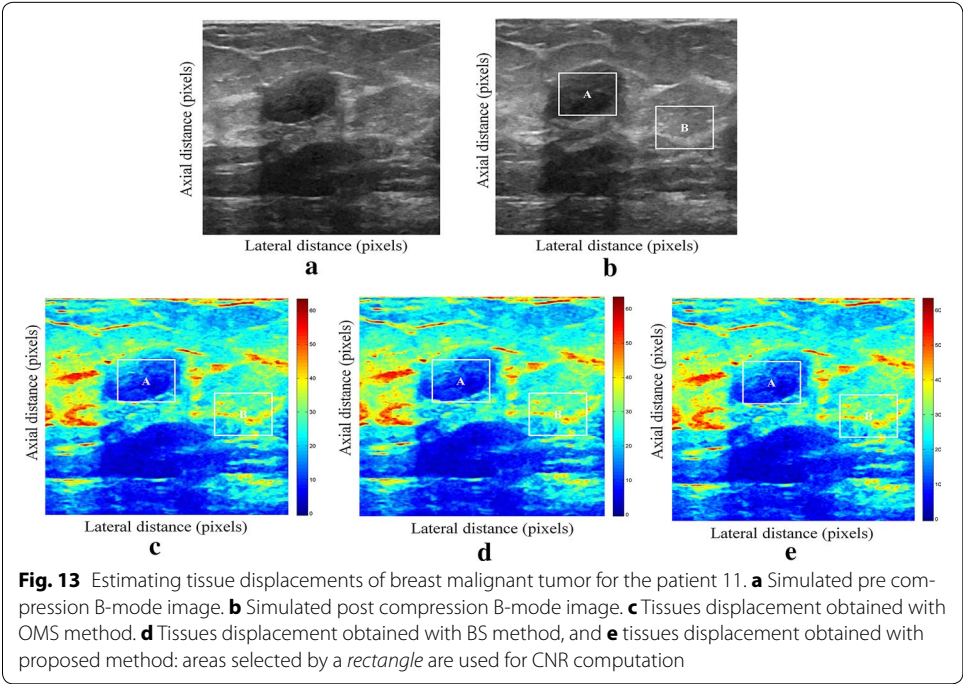 Axial distance (pixels)
Lateral distance (pixels)
a
Axial distance (pixels)
A
B
Lateral distance (pixels)
b
Axial distance (pixels)
A
B
60
50
40
30
20
10
0
Lateral distance (pixels)
c
Axial distance (pixels)
A
B
60
50
40
30
20
10
0
Lateral distance (pixels)
d
Axial distance (pixels)
A
B
60
50
40
30
20
10
0
Lateral distance (pixels)
e
Fig. 13 Estimating tissue displacements of breast malignant tumor for the patient 11. a Simulated pre com-
pression B-mode image. b Simulated post compression B-mode image. c Tissues displacement obtained with
OMS method. d Tissues displacement obtained with BS method, and e tissues displacement obtained with
proposed method: areas selected by a rectangle are used for CNR computation